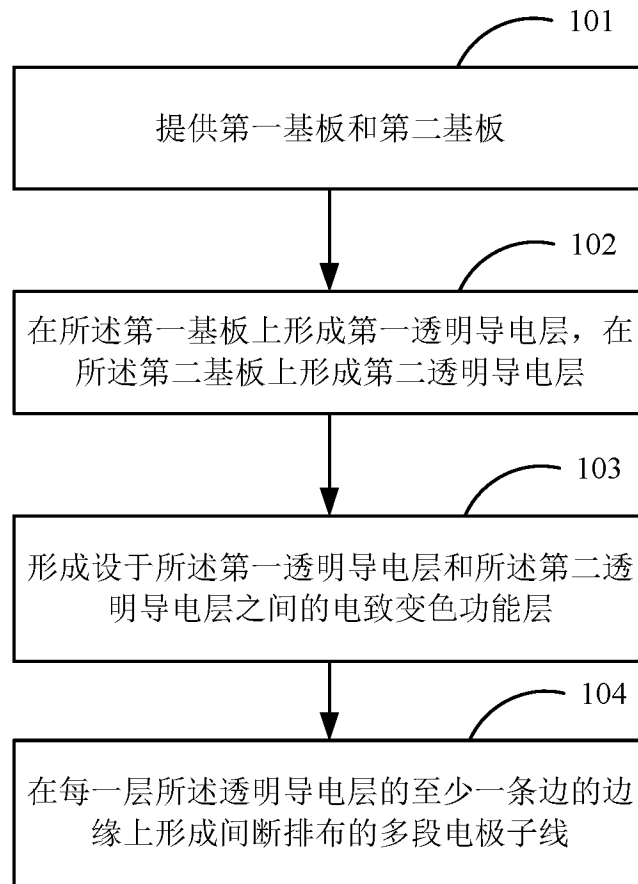 101
提供第一基板和第二基板
102
在所述第一基板上形成第一透明导电层，在
所述第二基板上形成第二透明导电层
103
形成设于所述第一透明导电层和所述第二透
明导电层之间的电致变色功能层
104
在每一层所述透明导电层的至少一条边的边
缘上形成间断排布的多段电极子线